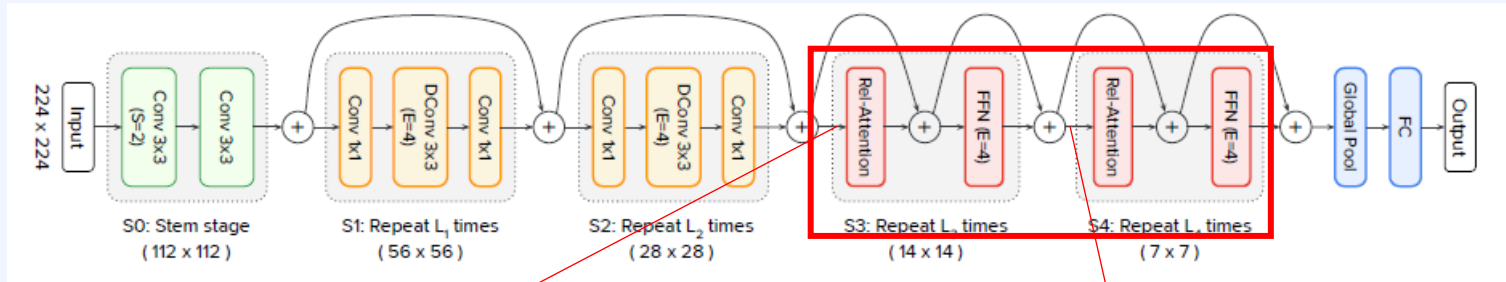 224 x 224
Input
Conv 3x3
(S=2)
Conv 3x3
+
Conv 1x1
DConv 3x3
(E=4)
Conv 1x1
+
Conv 1x1
DConv 3x3
(E=4)
Conv 1x1
+
Rel-Attention
+
FFN (E=4)
+
Rel-Attention
+
FFN (E=4)
+
Global Pool
FC
Output
S0: Stem stage
( 112 x 112 )
S1: Repeat L₁ times
( 56 x 56 )
S2: Repeat L₂ times
( 28 x 28 )
S3: Repeat L times
( 14 x 14 )
S4: Repeat L times
( 7 x 7 )